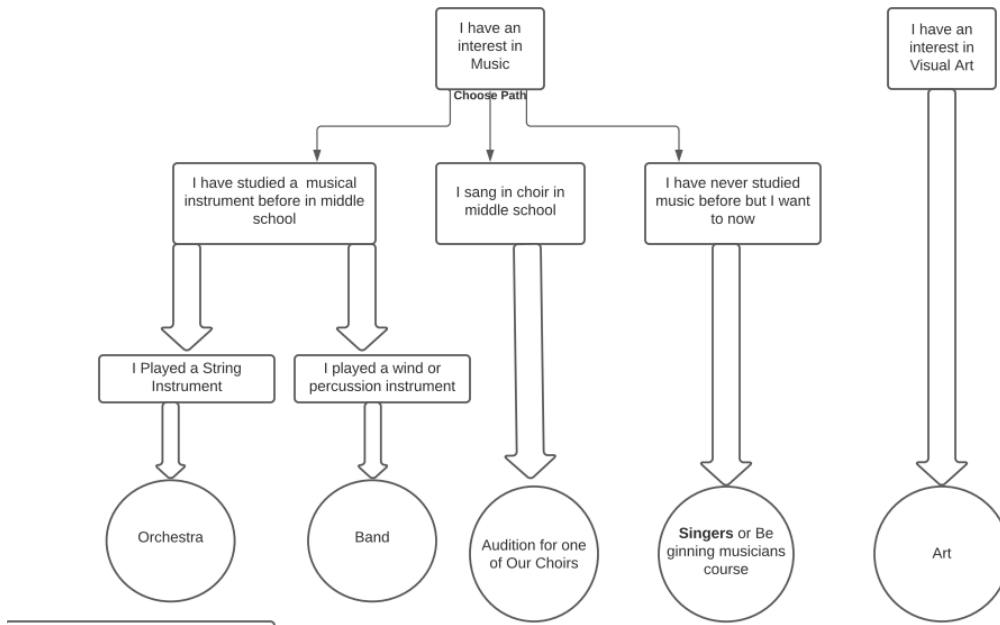 I have an
interest in
Music
I have an
interest in
Visual Art
Choose Path
I have studied a musical
instrument before in middle
school
I sang in choir in
middle school
I have never studied
music before but I want
to now
I Played a String
Instrument
I played a wind or
percussion instrument
Orchestra
Band
Audition for one
of Our Choirs
Singers or Be
ginning musicians
course
Art